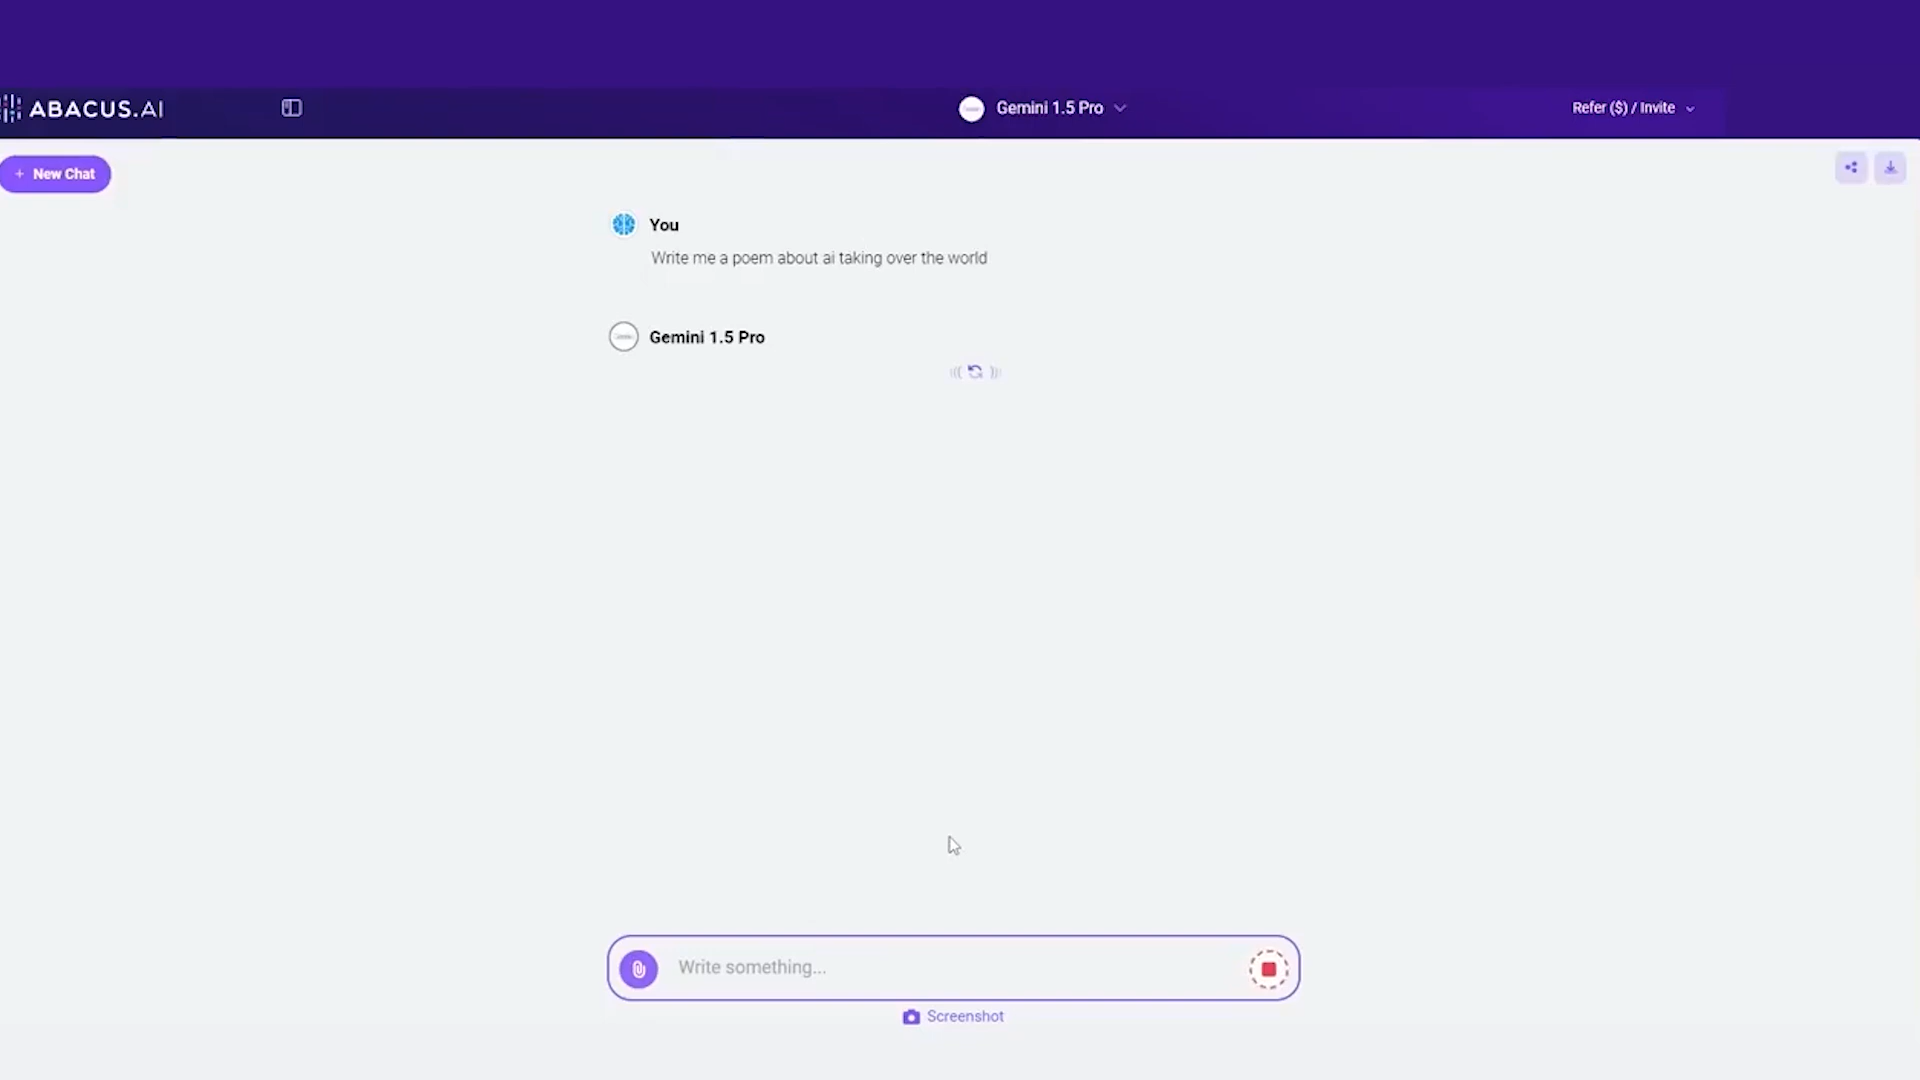 ABACUS.AI
Gemini 1.5 Pro
Refer ($) / Invite
+ New Chat
You
Write me a poem about ai taking over the world
Gemini 1.5 Pro
Write something...
Screenshot